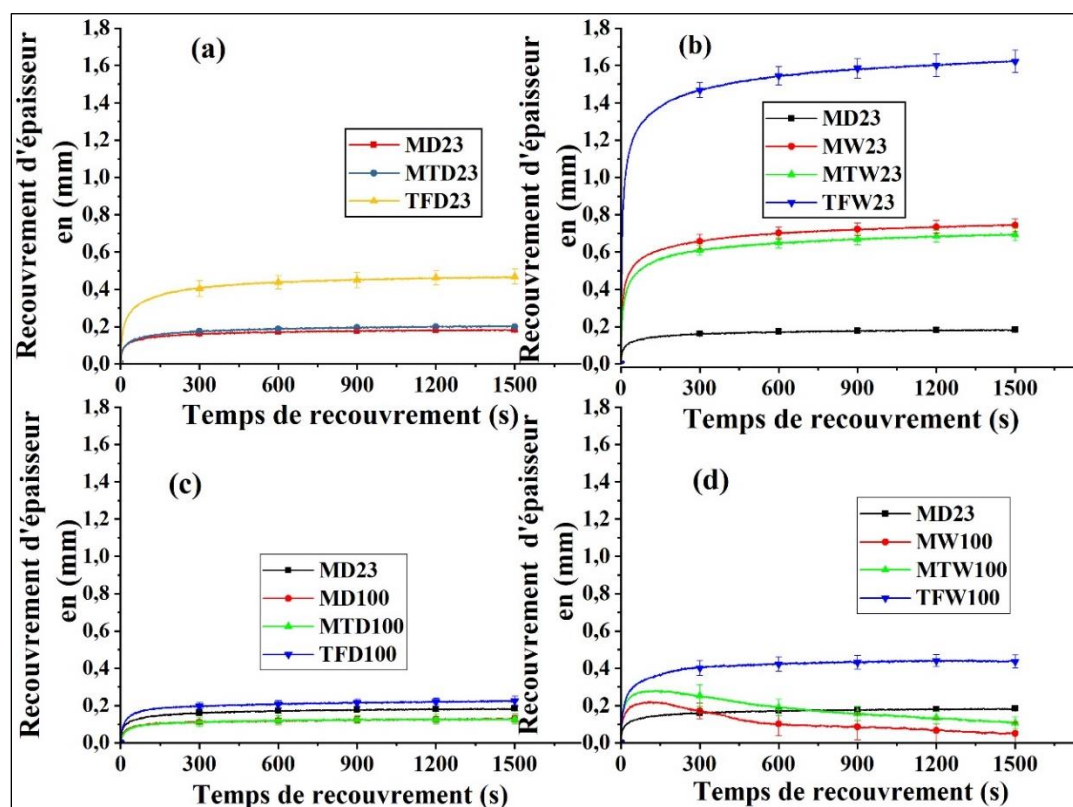 (a)
Recouvrement d'épaisseur
en (mm)
1,8
1,6
1,4
1,2
1,0
0,8
0,6
0,4
0,2
0,0
MD23
MTD23
TFD23
0 300 600 900 1200 1500
Temps de recouvrement (s)
(b)
Recouvrement d'épaisseur
en (mm)
1,8
1,6
1,4
1,2
1,0
0,8
0,6
0,4
0,2
0,0
MD23
MW23
MTW23
TFW23
0 300 600 900 1200 1500
Temps de recouvrement (s)
(c)
Recouvrement d'épaisseur
en (mm)
1,8
1,6
1,4
1,2
1,0
0,8
0,6
0,4
0,2
0,0
MD23
MD100
MTD100
TFD100
0 300 600 900 1200 1500
Temps de recouvrement (s)
(d)
Recouvrement d'épaisseur
en (mm)
1,8
1,6
1,4
1,2
1,0
0,8
0,6
0,4
0,2
0,0
MD23
MW100
MTW100
TFW100
0 300 600 900 1200 1500
Temps de recouvrement (s)